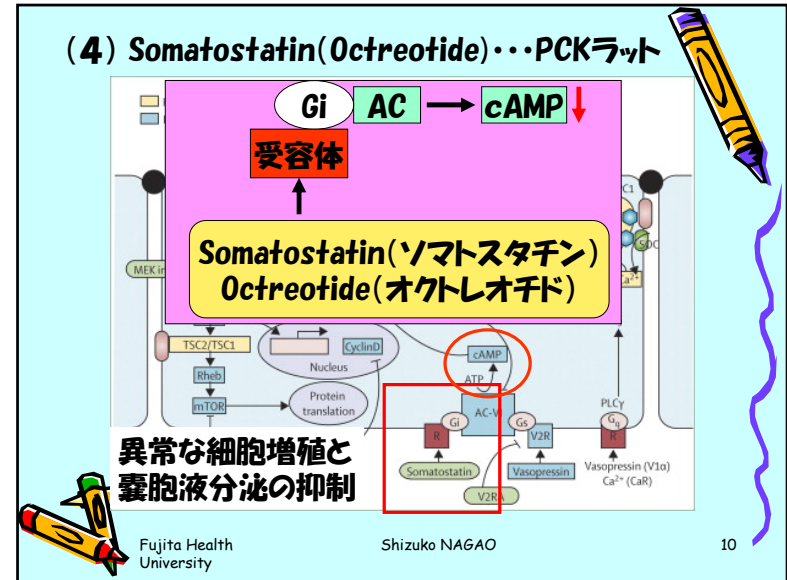 (4) Somatostatin(Octreotide)・・・PCKラット
Gi AC cAMP
受容体
Somatostatin(ソマトスタチン)
Octreotide(オクトレオチド)
C1
SOC
Ca²⁺
MEK in
TSC2/TSC1
Rheb
mTOR
CyclinD
Nucleus
Protein
translation
cAMP
ATP
AC-VI
Gi
Gs
R
V2R
PLCγ
Gq
R
Somatostatin
Vasopressin
V2RA
Vasopressin (V1α)
Ca²⁺ (CaR)
異常な細胞増殖と
嚢胞液分泌の抑制
Fujita Health
University
Shizuko NAGAO
10